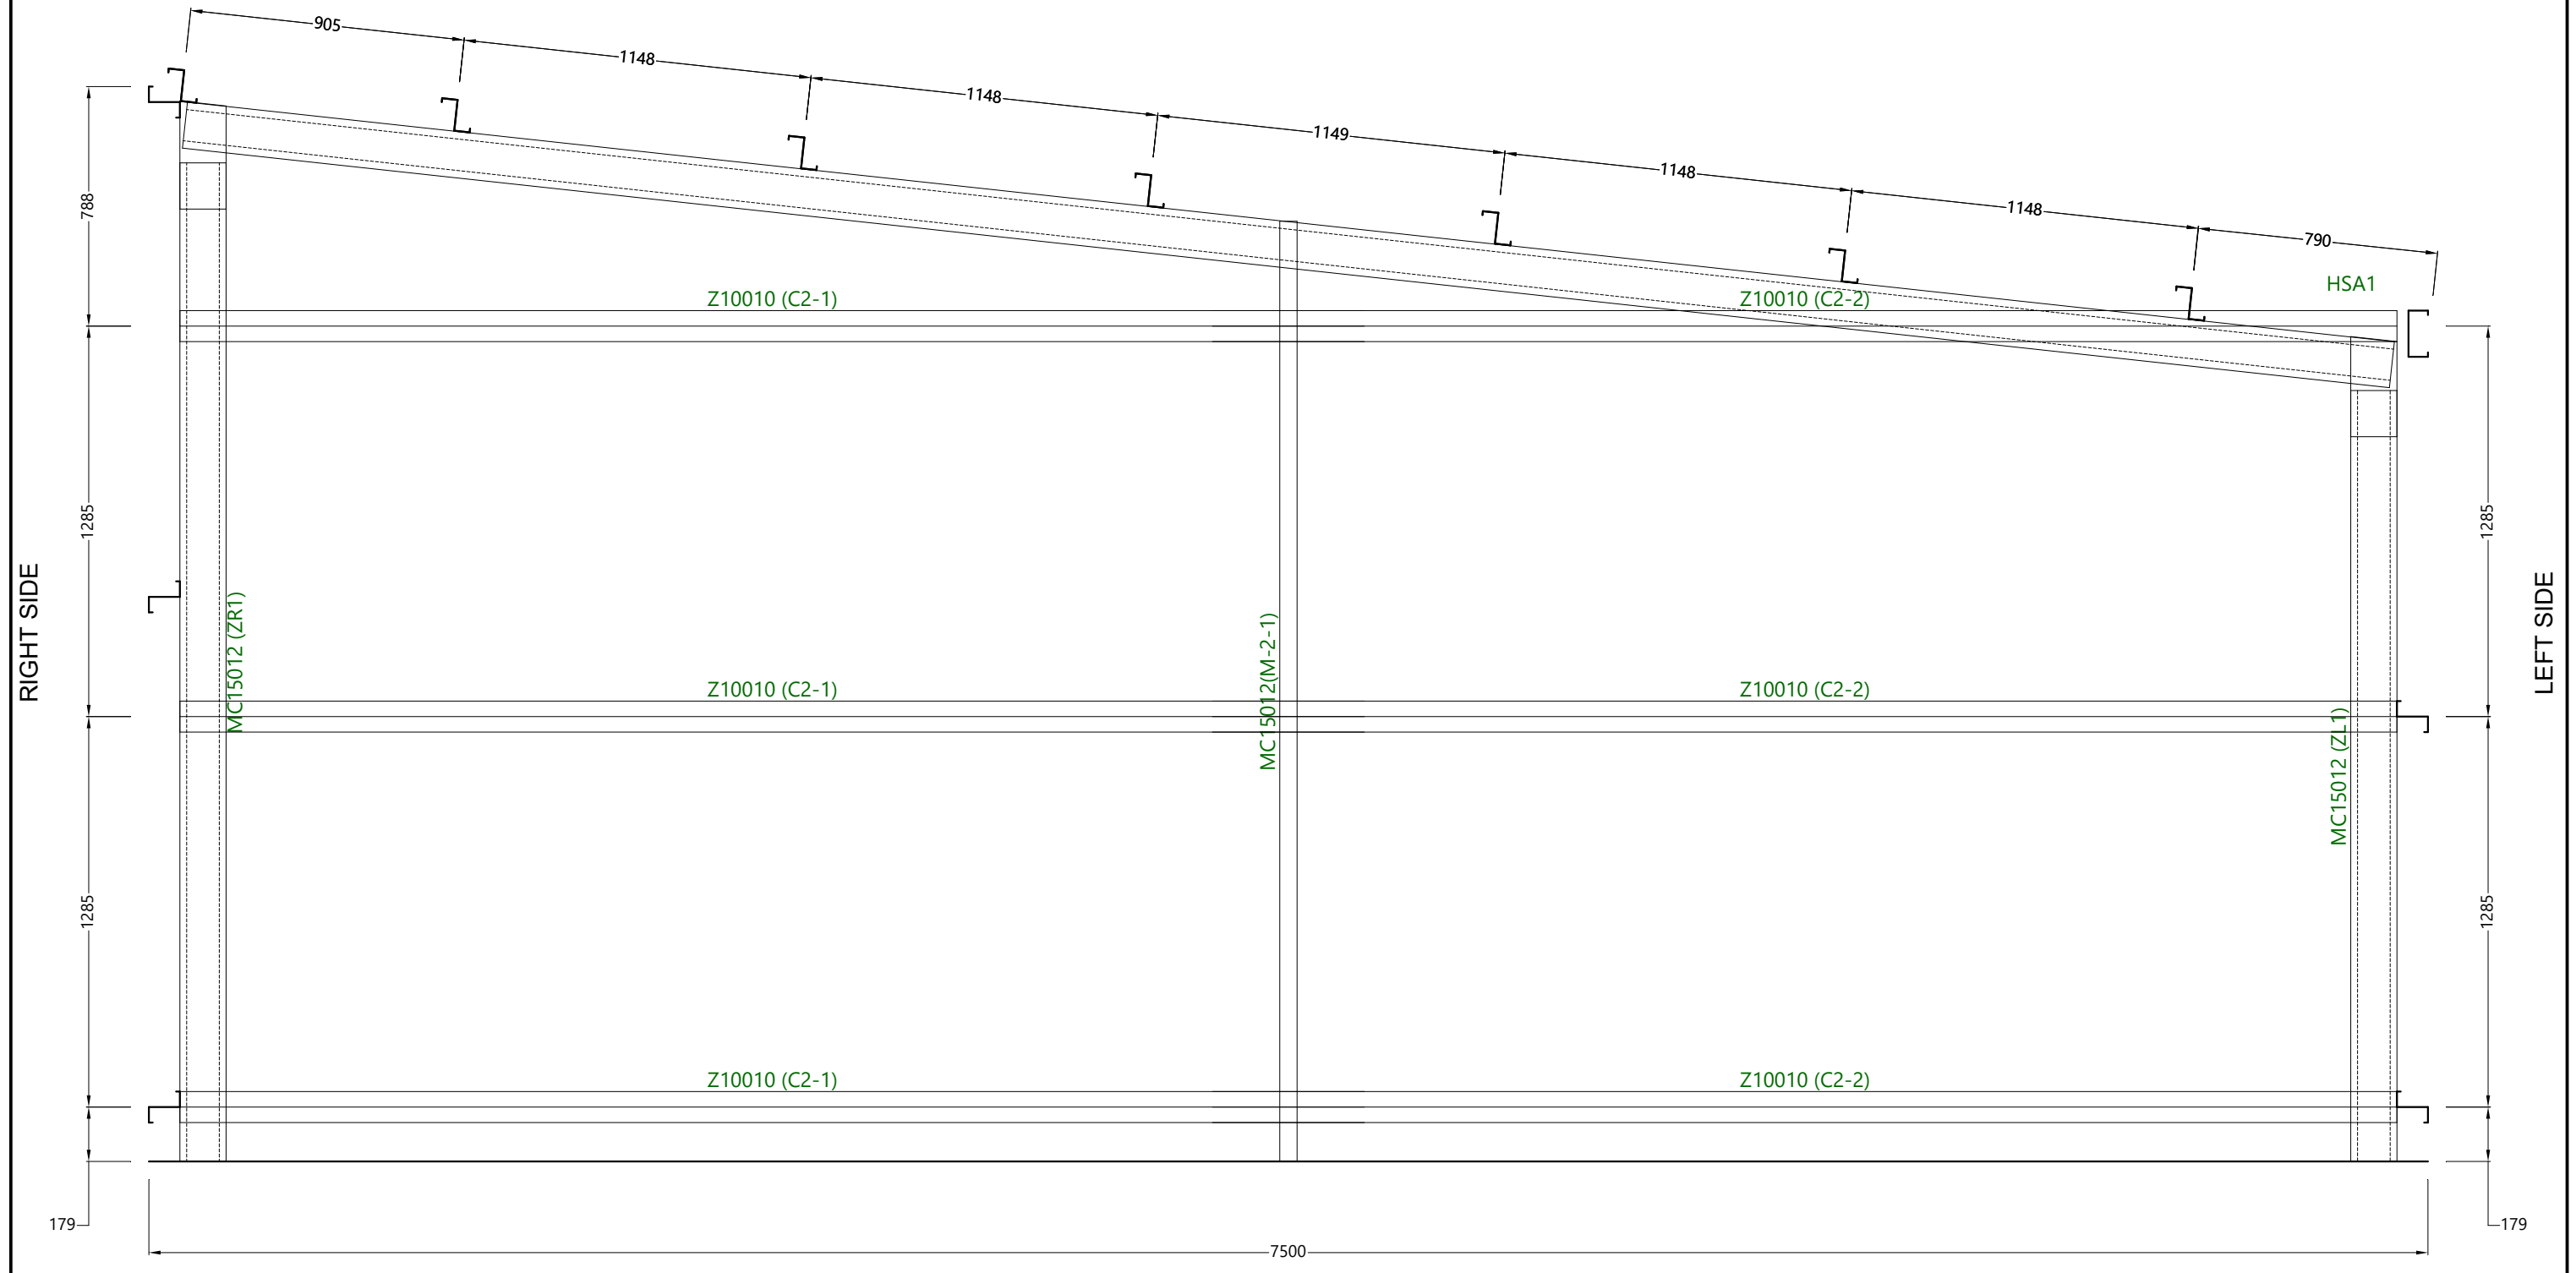 905
1148
1148
1149
1148
1148
790
HSA1
788
Z10010 (C2-1)
Z10010 (C2-2)
1285
1285
RIGHT SIDE
LEFT SIDE
MC15012 (ZR1)
MC15012(M-2-1)
MC15012 (ZL1)
Z10010 (C2-1)
Z10010 (C2-2)
1285
1285
Z10010 (C2-1)
Z10010 (C2-2)
179
179
7500